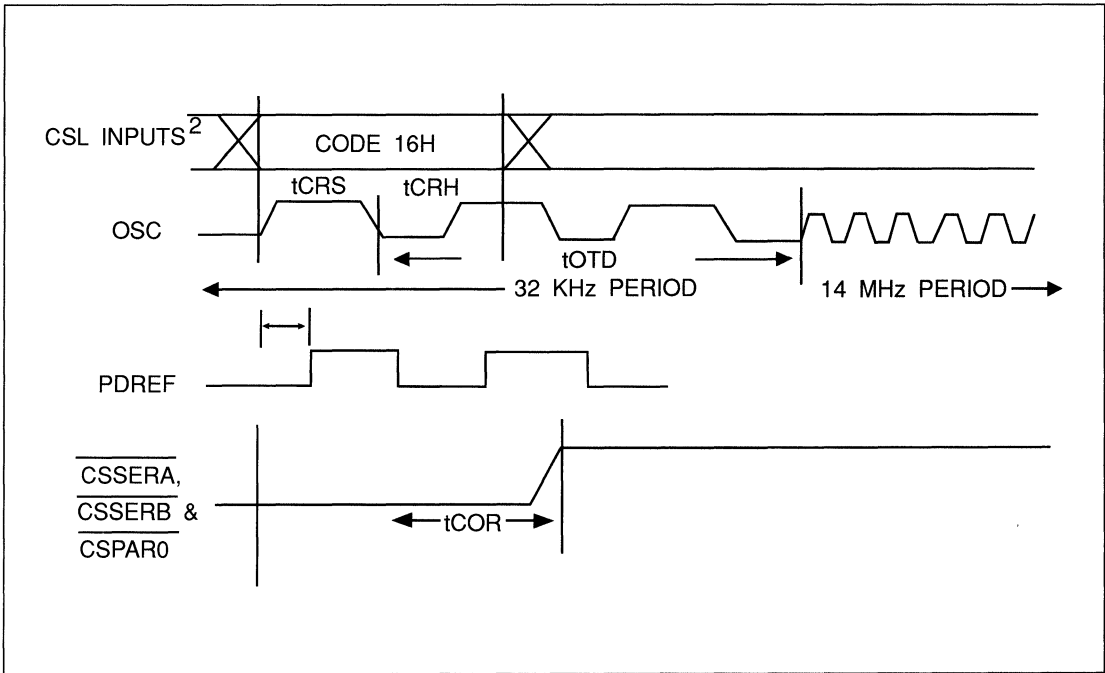 CSL INPUTS2
CODE 16H
tCRS tCRH
OSC
tOTD
32 KHz PERIOD 14 MHz PERIOD
PDREF
CSSERA,
CSSERB &
CSPAR0
tCOR